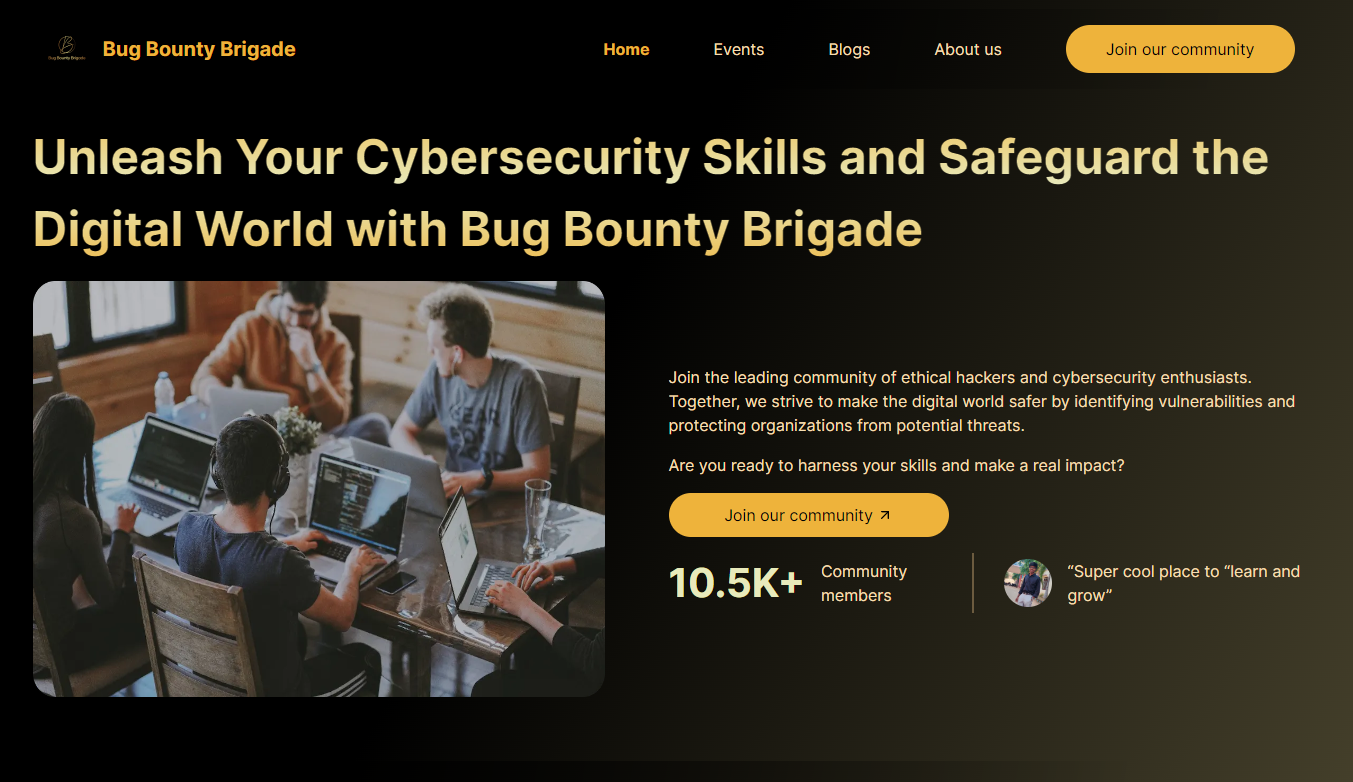 Bug Bounty Brigade
Bug Bounty Brigade
Home
Events
Blogs
About us
Join our community
Unleash Your Cybersecurity Skills and Safeguard the
Digital World with Bug Bounty Brigade
Join the leading community of ethical hackers and cybersecurity enthusiasts.
Together, we strive to make the digital world safer by identifying vulnerabilities and
protecting organizations from potential threats.
Are you ready to harness your skills and make a real impact?
Join our community
10.5K+
Community
members
“Super cool place to “learn and
grow”